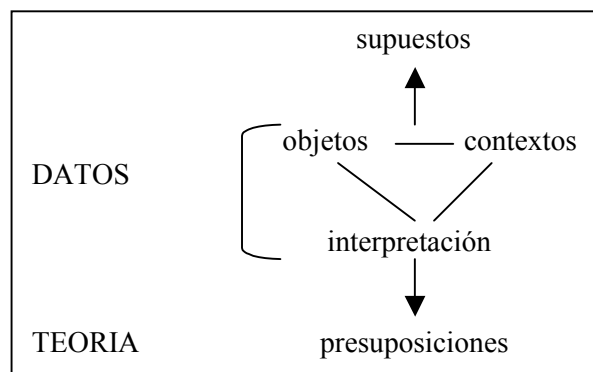 supuestos
objetos contextos
DATOS
interpretación
TEORIA presuposiciones